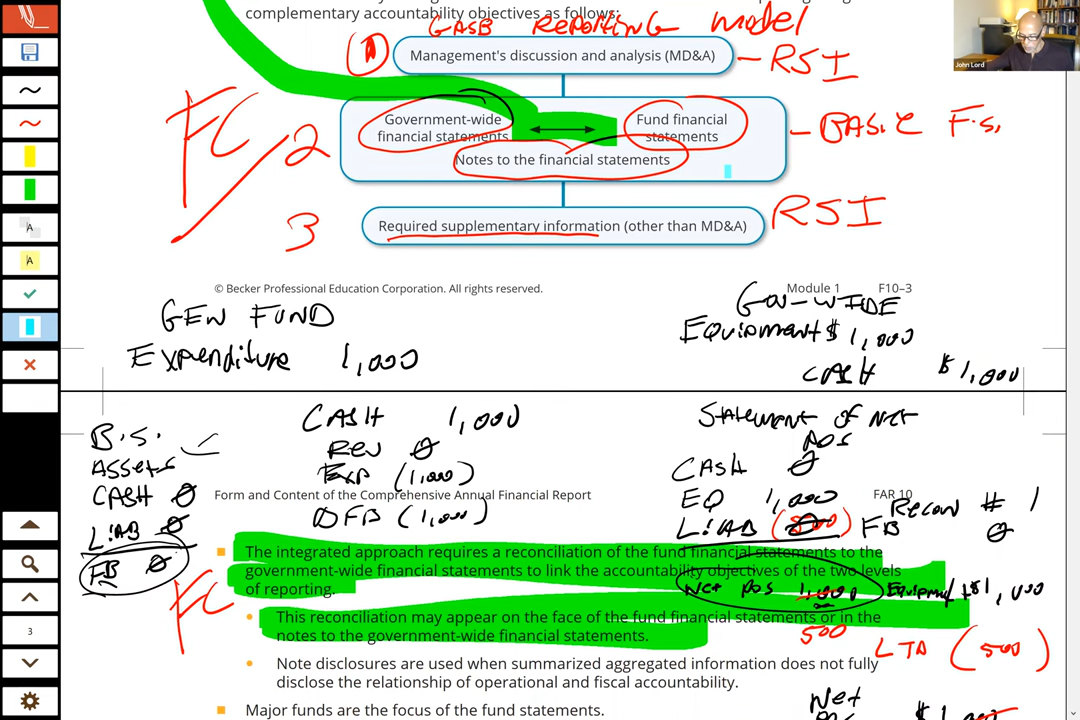 complementary accountability objectives as follows:
GASB REPORTING model
Management's discussion and analysis (MD&A) - RSI
FC
Government-wide
financial statements
Fund financial
statements
Notes to the financial statements
- BASIC F.S.
2
3
Required supplementary information (other than MD&A)
RSI
© Becker Professional Education Corporation. All rights reserved.
Module 1 F10–3
GEN FUND
Expenditure 1,000
GOV-WIDE
Equipment $ 1,000
CASH $ 1,000
CASH 1,000
Rev 0
Exp (1,000)
Statement of Net
Pos
B.S.
Assets
CASH 0
LIAB 0
FB 0
CASH 0
EQ 1,000
Form and Content of the Comprehensive Annual Financial Report
FAR 10
Δ FB (1,000)
LIAB (500)
Recon # 1
FB 0
The integrated approach requires a reconciliation of the fund financial statements to the
government-wide financial statements to link the accountability objectives of the two levels
of reporting.
Net Pos 1,000
Equipment $1,000
FC
This reconciliation may appear on the face of the fund financial statements or in the
notes to the government-wide financial statements.
500
(500)
Note disclosures are used when summarized aggregated information does not fully
disclose the relationship of operational and fiscal accountability.
Net
Major funds are the focus of the fund statements.
John Lord
A
A
3